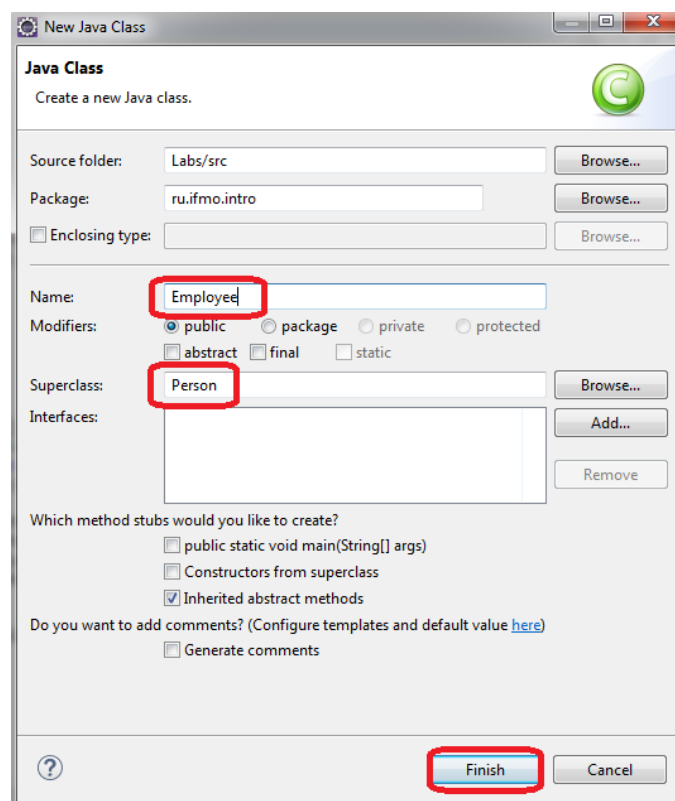 New Java Class
Java Class
Create a new Java class.
Source folder: Labs/src Browse...
Package: ru.ifmo.intro Browse...
Enclosing type: Browse...
Name: Employee
Modifiers: public package private protected
abstract final static
Superclass: Person Browse...
Interfaces: Add...
Remove
Which method stubs would you like to create?
public static void main(String[] args)
Constructors from superclass
Inherited abstract methods
Do you want to add comments? (Configure templates and default value here)
Generate comments
? Finish Cancel